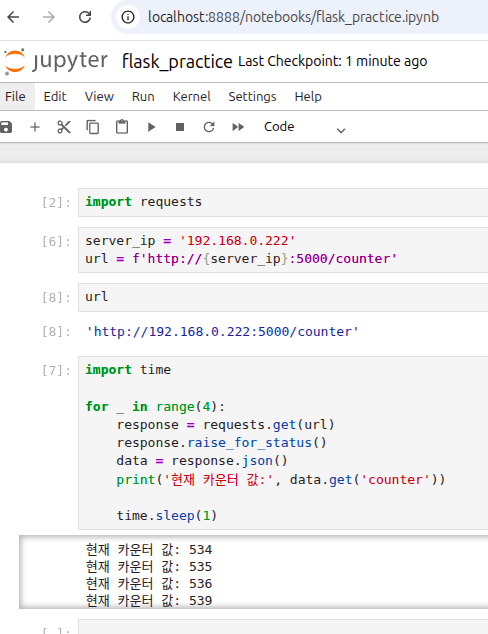 localhost:8888/notebooks/flask_practice.ipynb
jupyter flask_practice Last Checkpoint: 1 minute ago
File Edit View Run Kernel Settings Help
Code
[2]: import requests
[6]: server_ip = '192.168.0.222'
url = f'http://{server_ip}:5000/counter'
[8]: url
[8]: 'http://192.168.0.222:5000/counter'
[7]: import time
for _ in range(4):
    response = requests.get(url)
    response.raise_for_status()
    data = response.json()
    print('현재 카운터 값:', data.get('counter'))
    time.sleep(1)
현재 카운터 값: 534
현재 카운터 값: 535
현재 카운터 값: 536
현재 카운터 값: 539
[ ]: